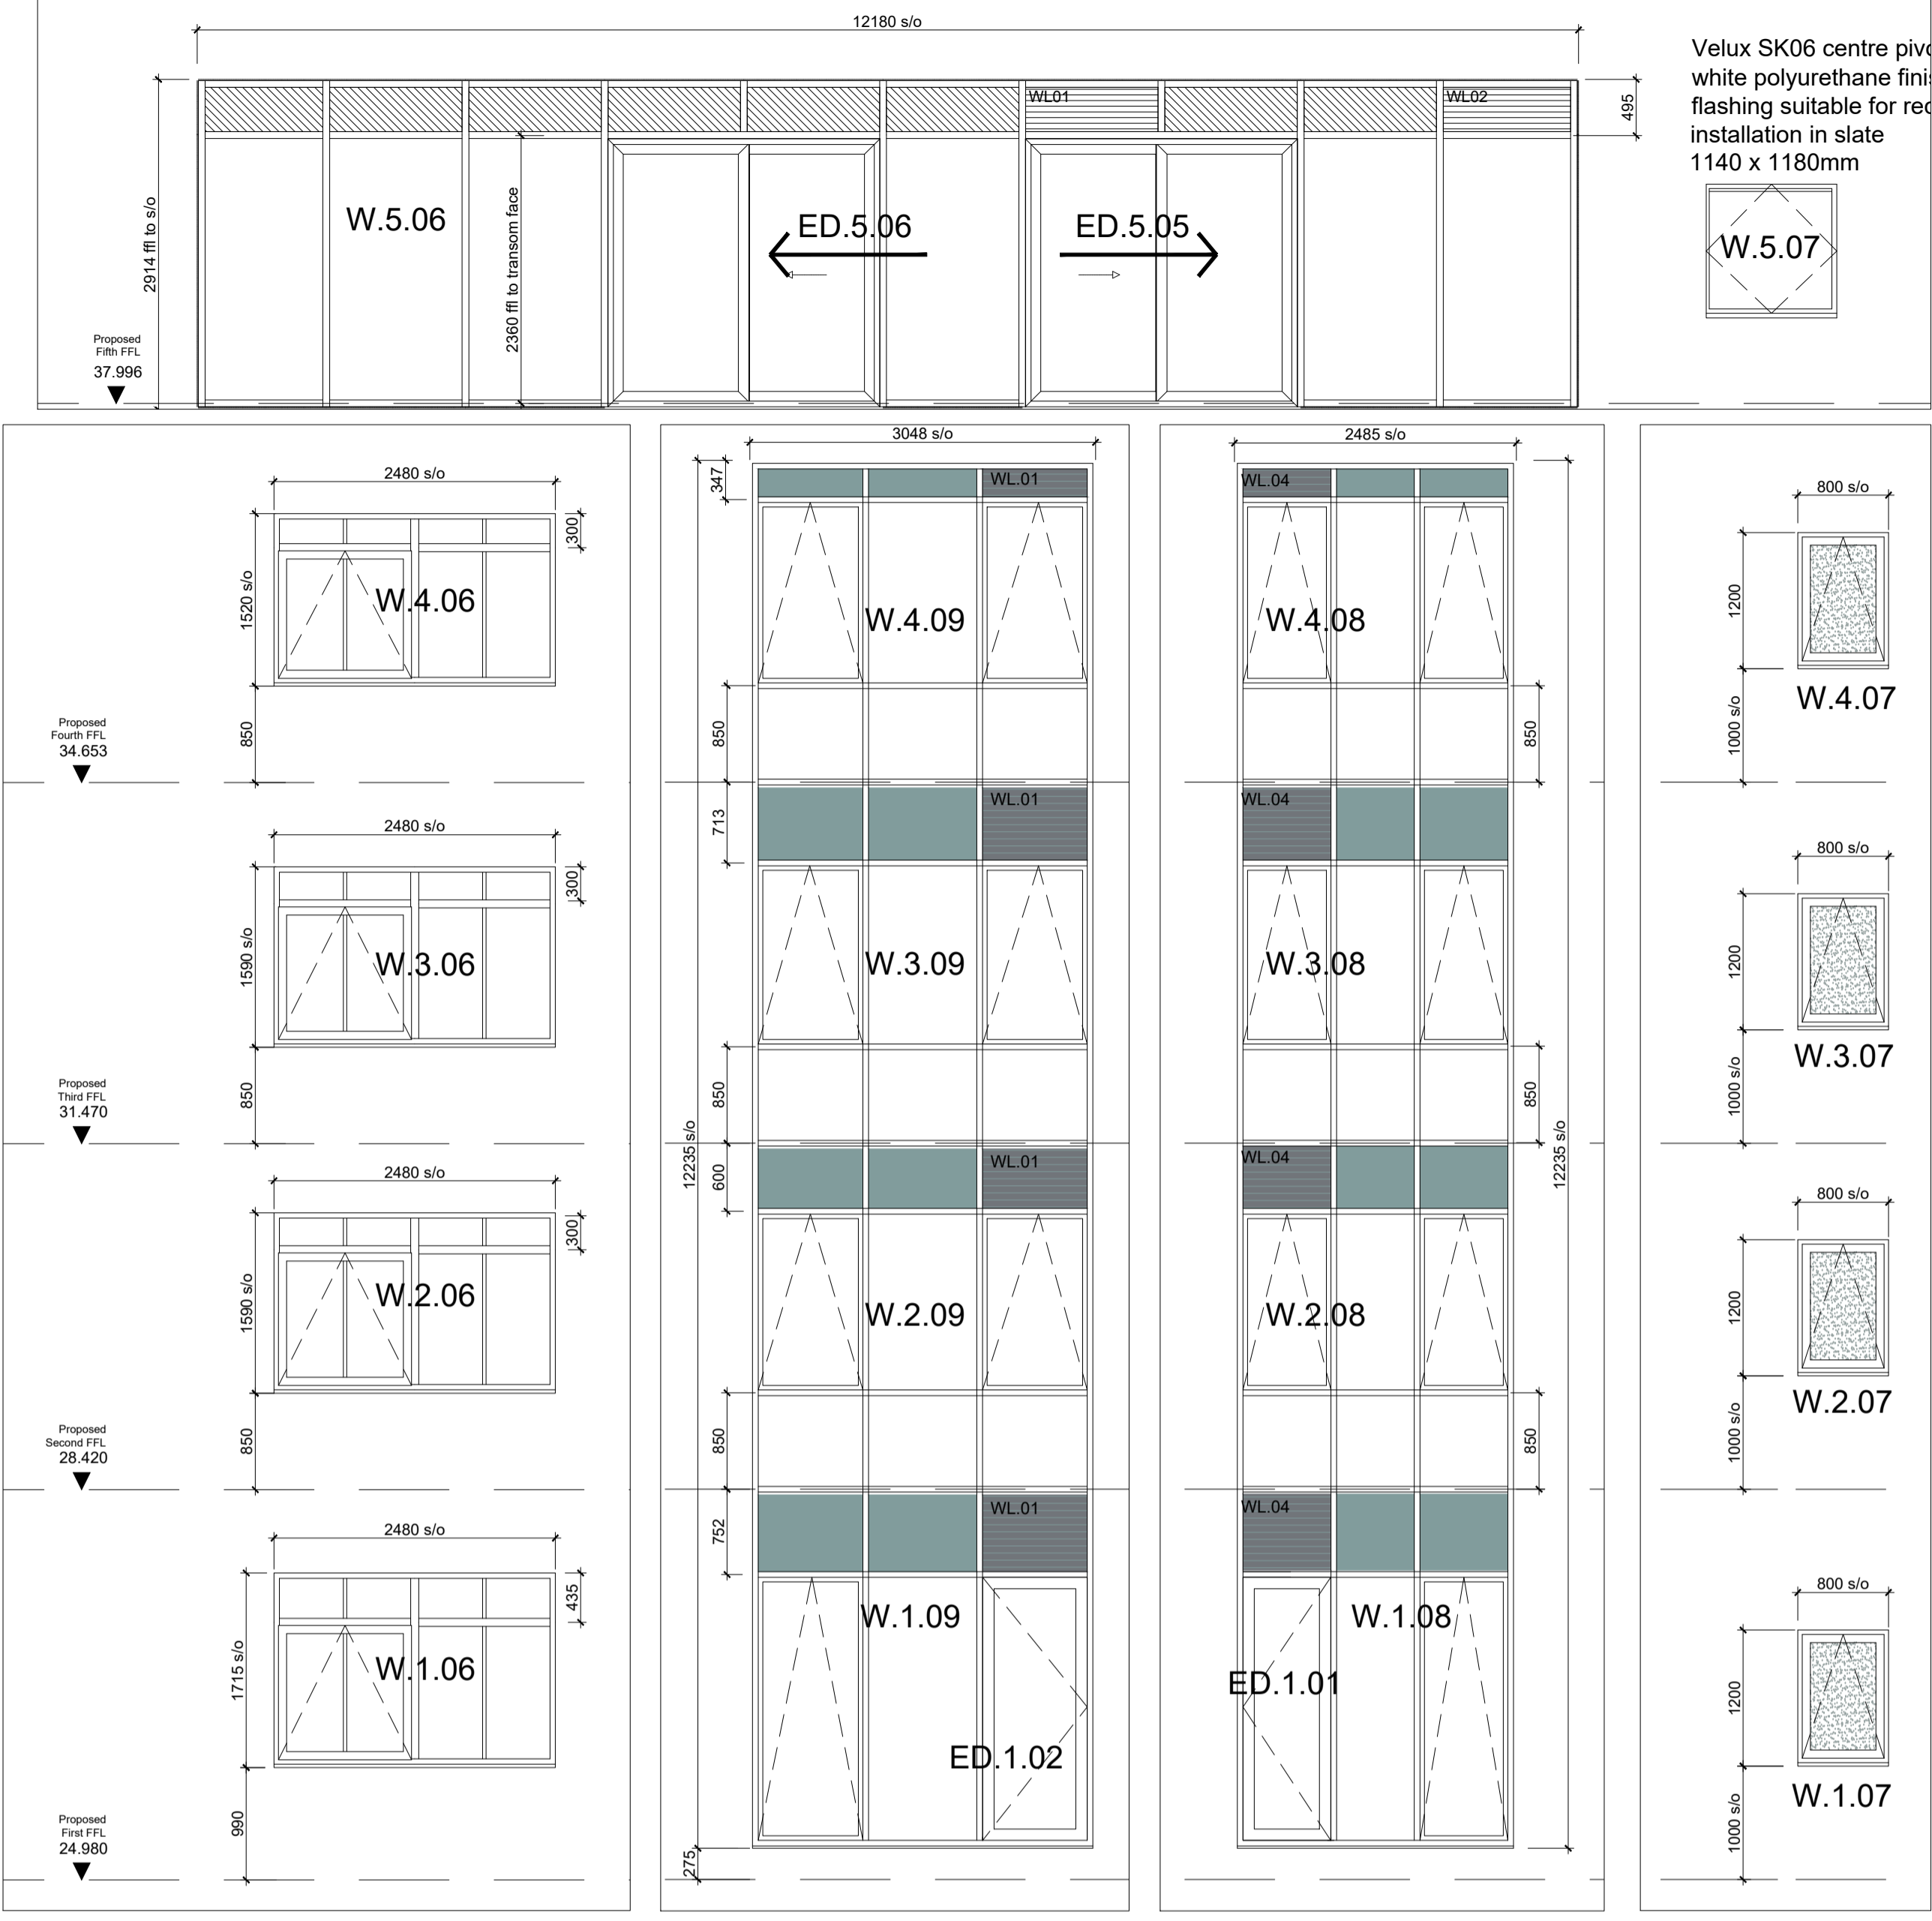 12180 s/o
Velux SK06 centre
white polyurethane
flashing suitable for
installation in slate
1140 x 1180mm
WL01
WL02
495
2914 ffl to s/o
W.5.06
2360 ffl to transom face
ED.5.06
ED.5.05
W.5.07
Proposed
Fifth FFL
37.996
2480 s/o
300
1520 s/o
W.4.06
850
Proposed
Fourth FFL
34.653
2480 s/o
300
1590 s/o
W.3.06
850
Proposed
Third FFL
31.470
2480 s/o
300
1590 s/o
W.2.06
850
Proposed
Second FFL
28.420
2480 s/o
435
1715 s/o
W.1.06
990
Proposed
First FFL
24.980
3048 s/o
347
WL.01
W.4.09
850
713
WL.01
W.3.09
850
12235 s/o
600
WL.01
W.2.09
850
752
WL.01
W.1.09
ED.1.02
275
2485 s/o
WL.04
W.4.08
850
WL.04
W.3.08
850
12235 s/o
WL.04
W.2.08
850
WL.04
W.1.08
ED.1.01
800 s/o
1200
W.4.07
1000 s/o
800 s/o
1200
W.3.07
1000 s/o
800 s/o
1200
W.2.07
1000 s/o
800 s/o
1200
W.1.07
1000 s/o